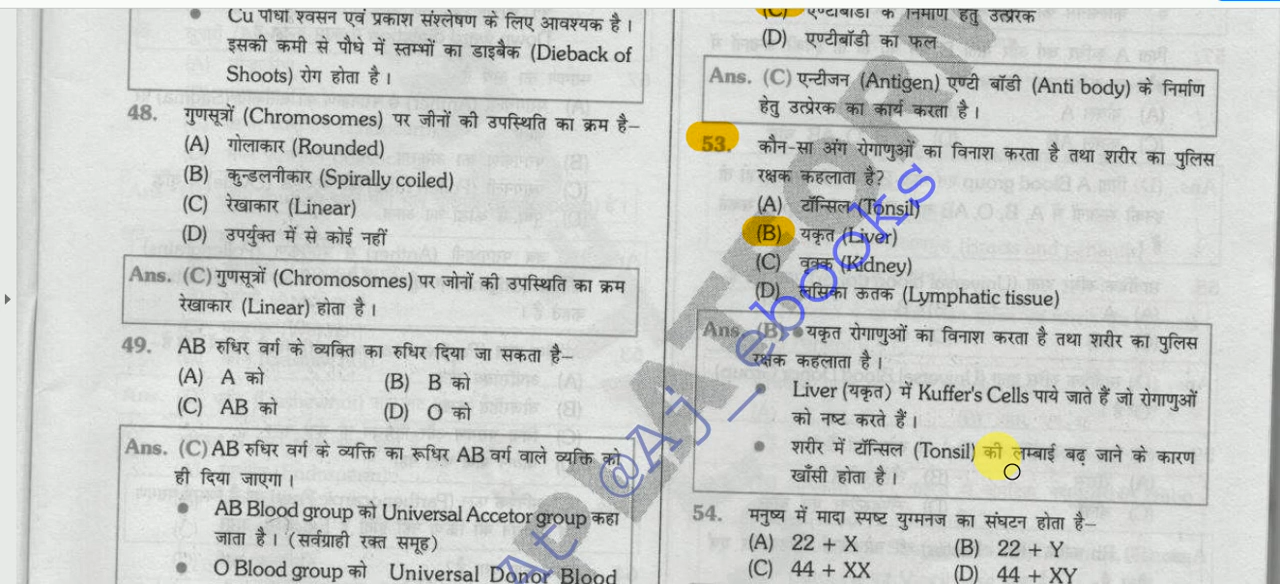 • Cu पौधों श्वसन एवं प्रकाश संश्लेषण के लिए आवश्यक है।
इसकी कमी से पौधे में स्तम्भों का डाइबैक (Dieback of
Shoots) रोग होता है।
48. गुणसूत्रों (Chromosomes) पर जीनों की उपस्थिति का क्रम है–
(A) गोलाकार (Rounded)
(B) कुन्डलनीकार (Spirally coiled)
(C) रेखाकार (Linear)
(D) उपर्युक्त में से कोई नहीं
Ans. (C) गुणसूत्रों (Chromosomes) पर जोनों की उपस्थिति का क्रम
रेखाकार (Linear) होता है।
49. AB रुधिर वर्ग के व्यक्ति का रुधिर दिया जा सकता है–
(A) A को (B) B को
(C) AB को (D) O को
Ans. (C) AB रुधिर वर्ग के व्यक्ति का रूधिर AB वर्ग वाले व्यक्ति को
ही दिया जाएगा।
• AB Blood group को Universal Accetor group कहा
जाता है। (सर्वग्राही रक्त समूह)
• O Blood group को Universal Donor Blood
(C) एण्टीबॉडी के निर्माण हेतु उत्प्रेरक
(D) एण्टीबॉडी का फल
Ans. (C) एन्टीजन (Antigen) एण्टी बॉडी (Anti body) के निर्माण
हेतु उत्प्रेरक का कार्य करता है।
53. कौन-सा अंग रोगाणुओं का विनाश करता है तथा शरीर का पुलिस
रक्षक कहलाता है?
(A) टॉन्सिल (Tonsil)
(B) यकृत (Liver)
(C) वृक्क (Kidney)
(D) लसिका ऊतक (Lymphatic tissue)
Ans. (B) • यकृत रोगाणुओं का विनाश करता है तथा शरीर का पुलिस
रक्षक कहलाता है।
• Liver (यकृत) में Kuffer's Cells पाये जाते हैं जो रोगाणुओं
को नष्ट करते हैं।
• शरीर में टॉन्सिल (Tonsil) की लम्बाई बढ़ जाने के कारण
खाँसी होता है।
54. मनुष्य में मादा स्पष्ट युग्मनज का संघटन होता है–
(A) 22 + X (B) 22 + Y
(C) 44 + XX (D) 44 + XY
At @Aj_ebooks